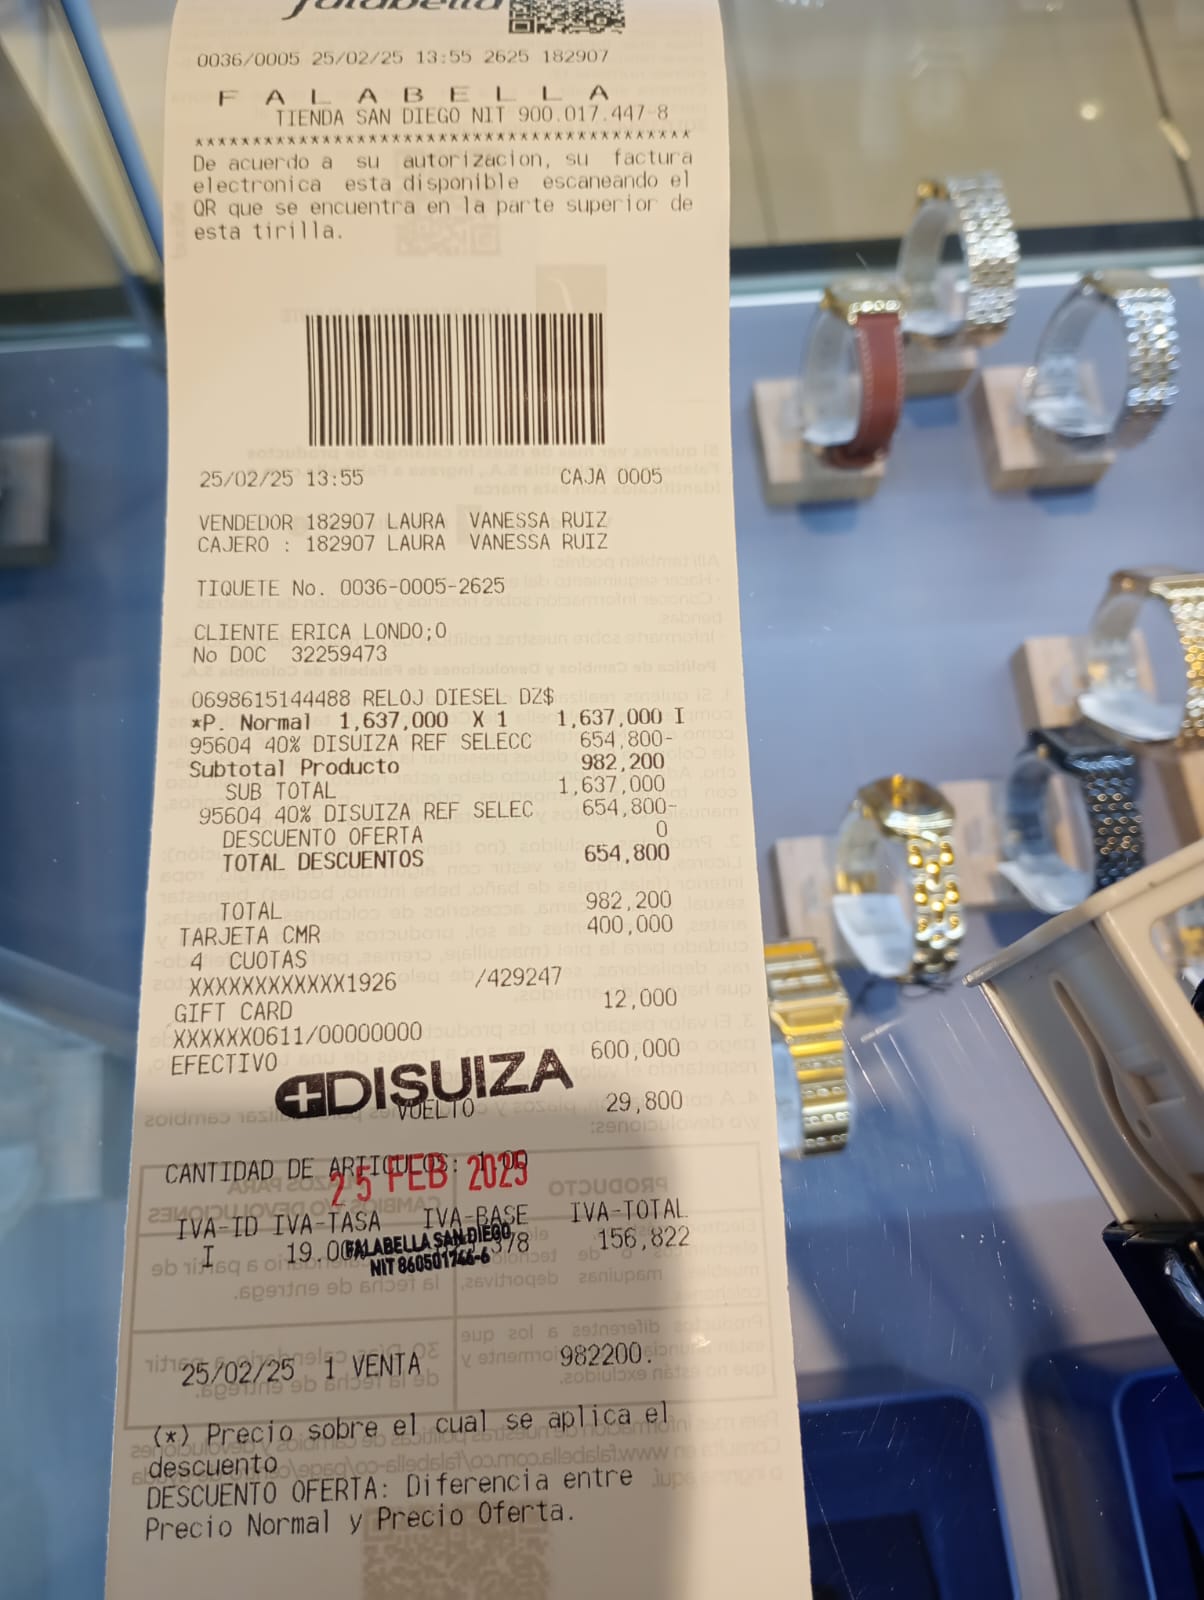 falabella
0036/0005 25/02/25 13:55 2625 182907
F A L A B E L L A
TIENDA SAN DIEGO NIT 900.017.447-8
******************************************
De acuerdo a su autorizacion, su factura
electronica esta disponible escaneando el
QR que se encuentra en la parte superior de
esta tirilla.
25/02/25 13:55 CAJA 0005
VENDEDOR 182907 LAURA VANESSA RUIZ
CAJERO : 182907 LAURA VANESSA RUIZ
TIQUETE No. 0036-0005-2625
CLIENTE ERICA LONDO;O
No DOC 32259473
0698615144488 RELOJ DIESEL DZ$
*P. Normal 1,637,000 X 1 1,637,000 I
95604 40% DISUIZA REF SELECC 654,800-
Subtotal Producto 982,200
SUB TOTAL 1,637,000
95604 40% DISUIZA REF SELEC 654,800-
DESCUENTO OFERTA 0
TOTAL DESCUENTOS 654,800
TOTAL 982,200
TARJETA CMR 400,000
4 CUOTAS
XXXXXXXXXXXX1926 /429247
GIFT CARD 12,000
XXXXXX0611/00000000
EFECTIVO 600,000
DISUIZA
VUELTO 29,800
CANTIDAD DE ARTICULOS: 1.00
25 FEB 2025
IVA-ID IVA-TASA IVA-BASE IVA-TOTAL
I 19.00 378 156,822
FALABELLA SAN DIEGO
NIT 860501746-6
25/02/25 1 VENTA 982200.
(*) Precio sobre el cual se aplica el
descuento
DESCUENTO OFERTA: Diferencia entre
Precio Normal y Precio Oferta.